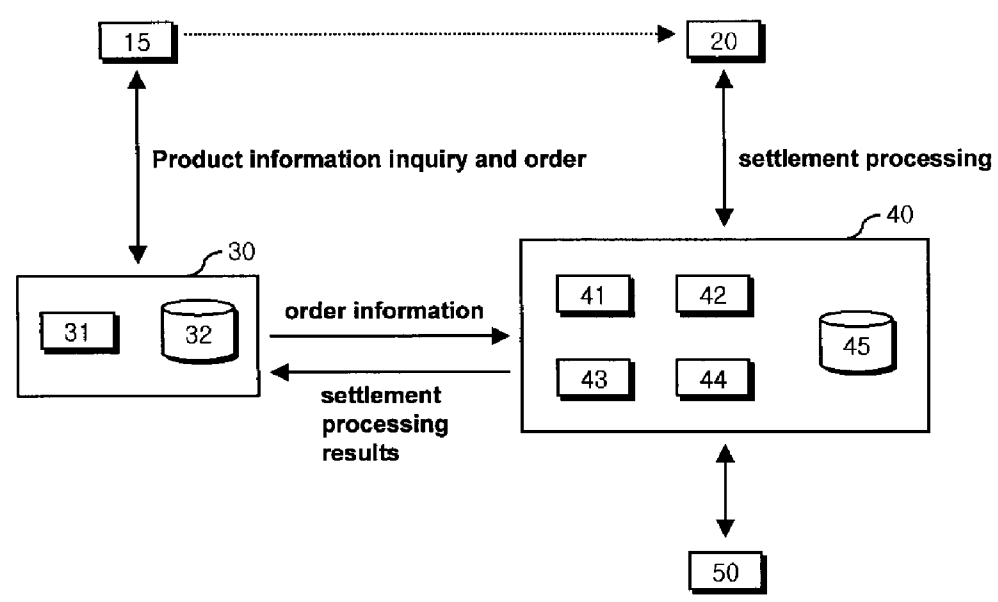 15
20
Product information inquiry and order
settlement processing
30
40
31
32
order information
settlement
processing
results
41
42
43
44
45
50